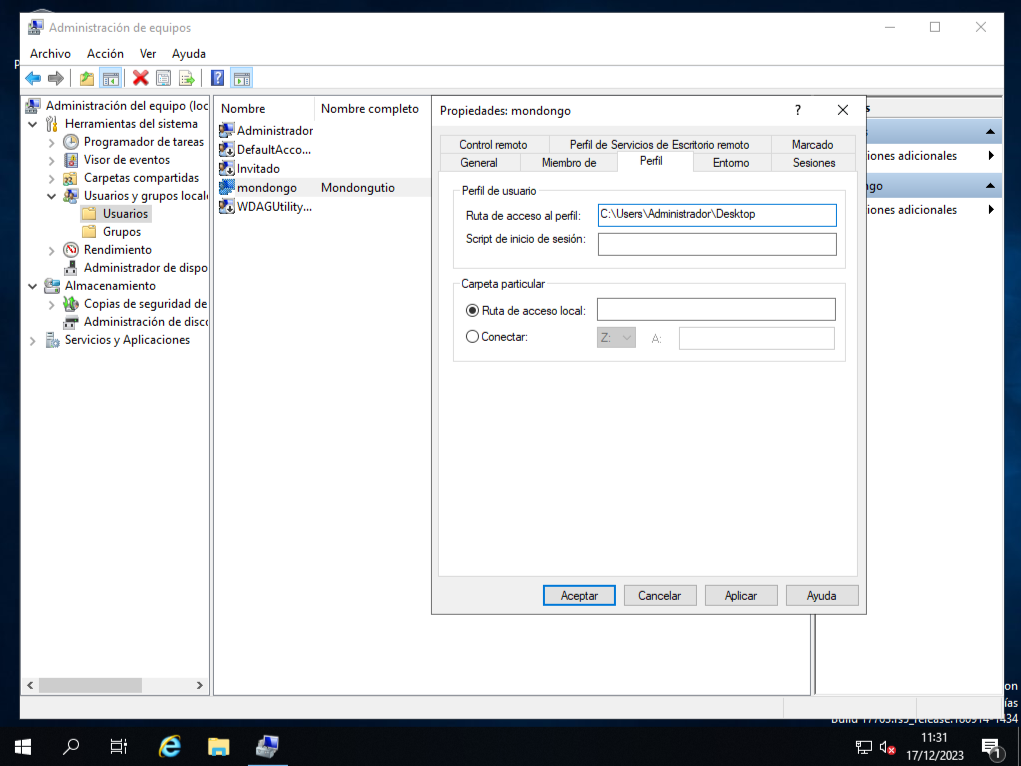 Administración de equipos
Archivo Acción Ver Ayuda
Administración del equipo (loc
Herramientas del sistema
Programador de tareas
Visor de eventos
Carpetas compartidas
Usuarios y grupos locale
Usuarios
Grupos
Rendimiento
Administrador de dispo
Almacenamiento
Copias de seguridad de
Administración de disco
Servicios y Aplicaciones
Nombre Nombre completo
Administrador
DefaultAcco...
Invitado
mondongo Mondongutio
WDAGUtility...
Propiedades: mondongo
?
Control remoto Perfil de Servicios de Escritorio remoto Marcado
General Miembro de Perfil Entorno Sesiones
Perfil de usuario
Ruta de acceso al perfil: C:\Users\Administrador\Desktop
Script de inicio de sesión:
Carpeta particular
Ruta de acceso local:
Conectar: Z: A:
Aceptar Cancelar Aplicar Ayuda
s
iones adicionales
ngo
iones adicionales
on
ías
Build 17763.rs5_release.180914-1434
11:31
17/12/2023
1